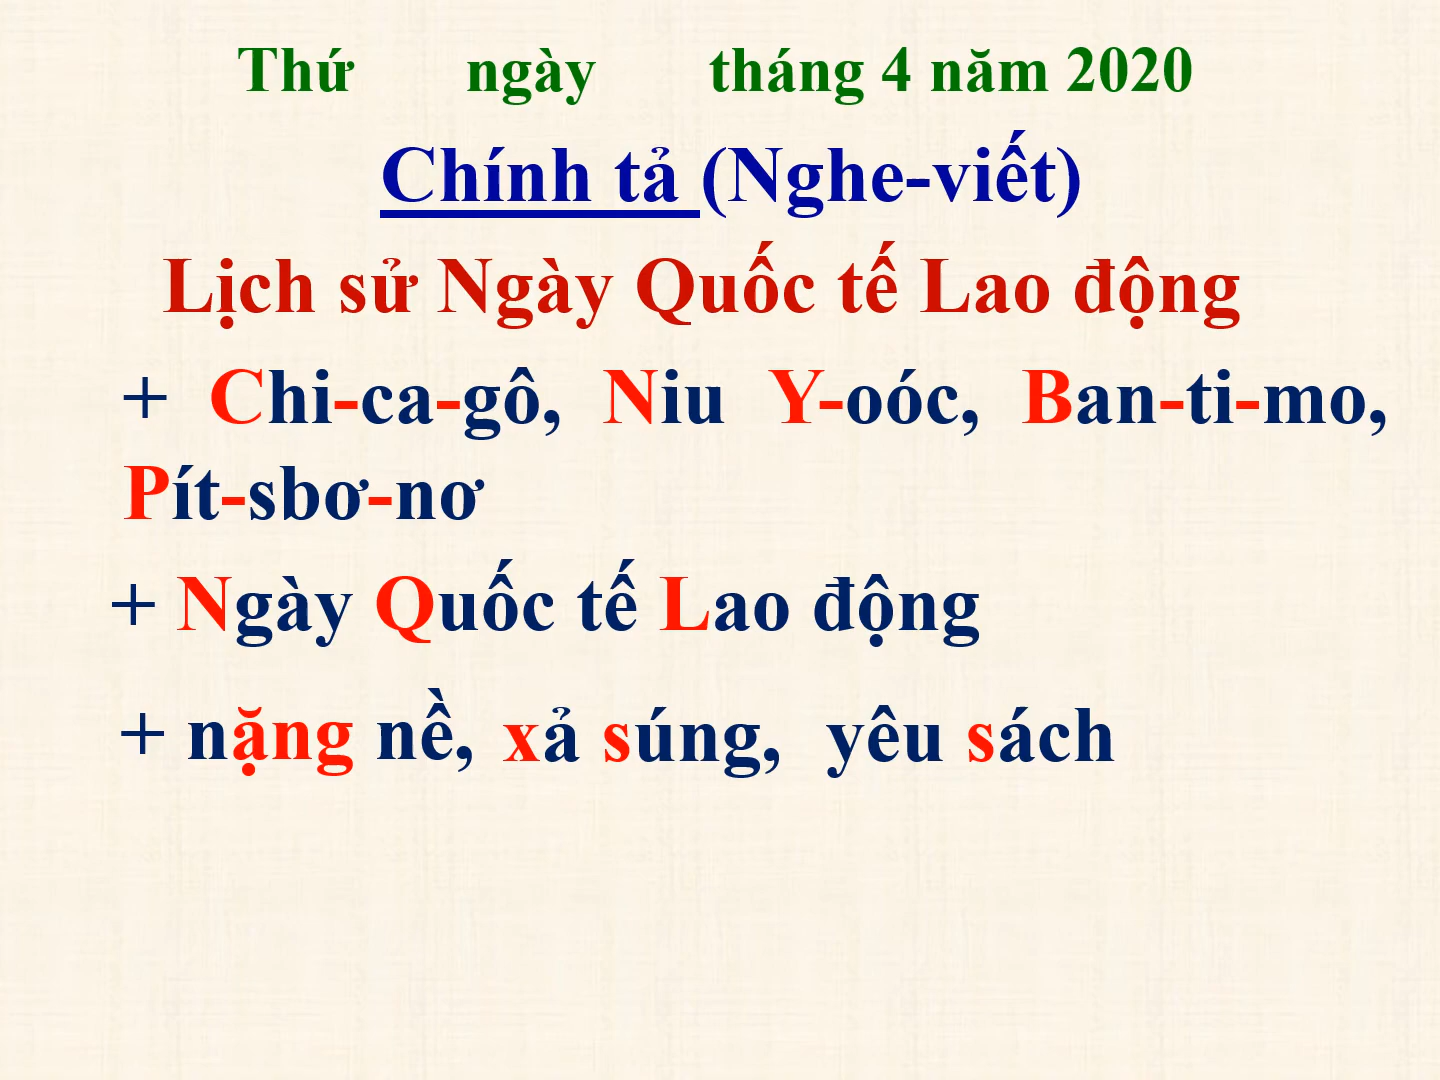 Thứ ngày tháng 4 năm 2020
Chính tả (Nghe-viết)
Lịch sử Ngày Quốc tế Lao động
+ Chi-ca-gô, Niu Y-oóc, Ban-ti-mo,
Pít-sbơ-nơ
+ Ngày Quốc tế Lao động
+ nặng nề, xả súng, yêu sách